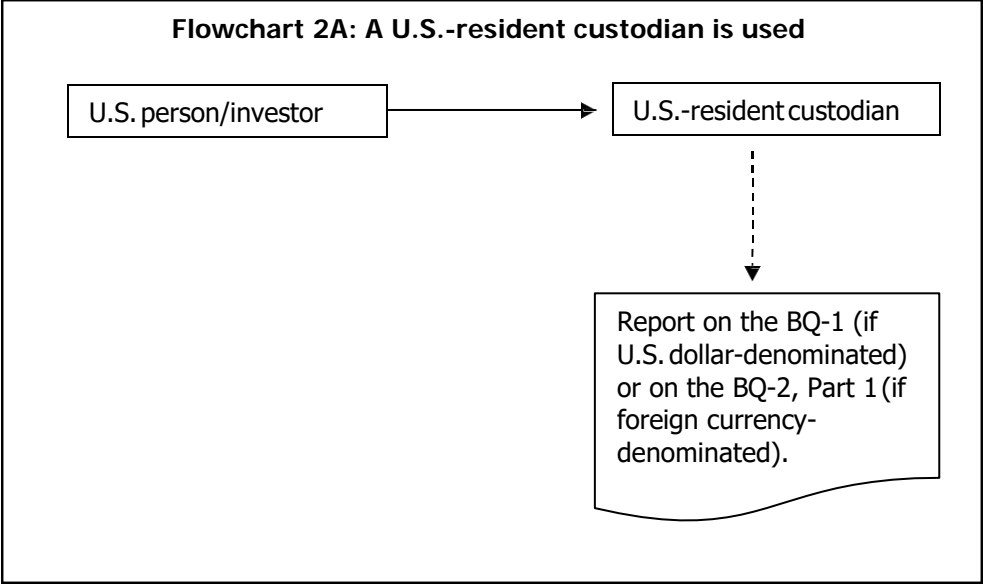 Flowchart 2A: A U.S.-resident custodian is used
U.S. person/investor
U.S.-resident custodian
Report on the BQ-1 (if
U.S. dollar-denominated)
or on the BQ-2, Part 1 (if
foreign currency-
denominated).